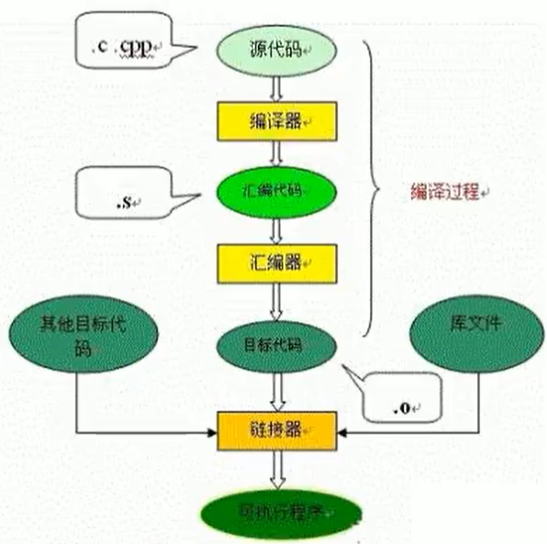 .c .cpp
源代码
编译器
汇编代码
.s
编译过程
汇编器
其他目标代
码
目标代码
库文件
.o
链接器
可执行程序